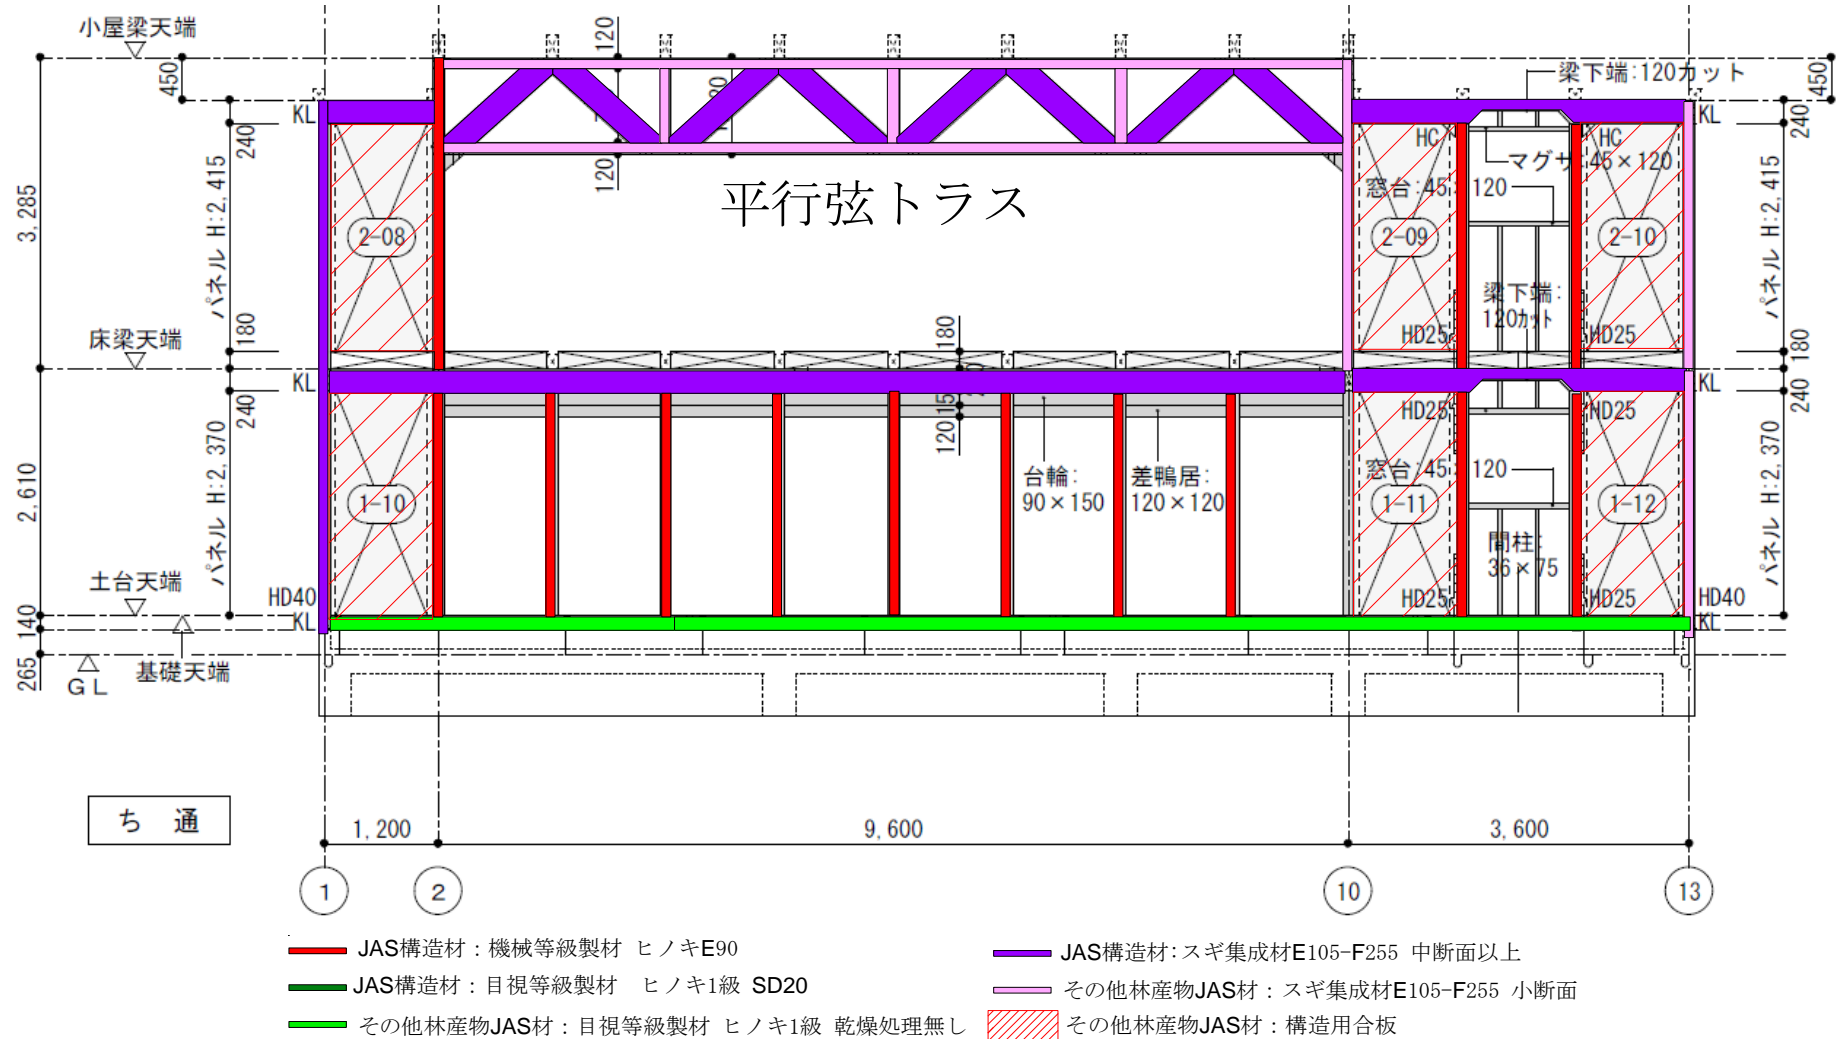 小屋梁天端
450
120
梁下端:120カット
450
KL
KL
240
240
HC
HC
マグサ:45×120
120
平行弦トラス
窓台:45
120
3,285
パネル H:2,415
パネル H:2,415
2-08
2-09
2-10
梁下端:
120カット
床梁天端
180
180
HD25
HD25
180
KL
KL
240
240
HD25
HD25
15
120
台輪:
90×150
差鴨居:
120×120
窓台:45
120
2,610
パネル H:2,370
パネル H:2,370
1-10
1-11
1-12
間柱:
36×75
土台天端
HD40
HD25
HD25
HD40
140
KL
KL
265
基礎天端
GL
ち 通
1,200
9,600
3,600
1
2
10
13
JAS構造材：機械等級製材 ヒノキE90
JAS構造材：スギ集成材E105-F255 中断面以上
JAS構造材：目視等級製材 ヒノキ1級 SD20
その他林産物JAS材：スギ集成材E105-F255 小断面
その他林産物JAS材：目視等級製材 ヒノキ1級 乾燥処理無し
その他林産物JAS材：構造用合板